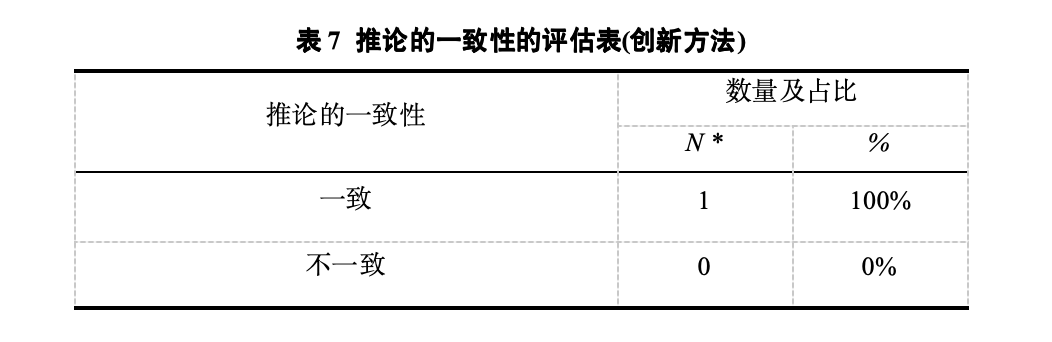 表 7 推论的一致性的评估表(创新方法)
推论的一致性
数量及占比
N * %
一致 1 100%
不一致 0 0%